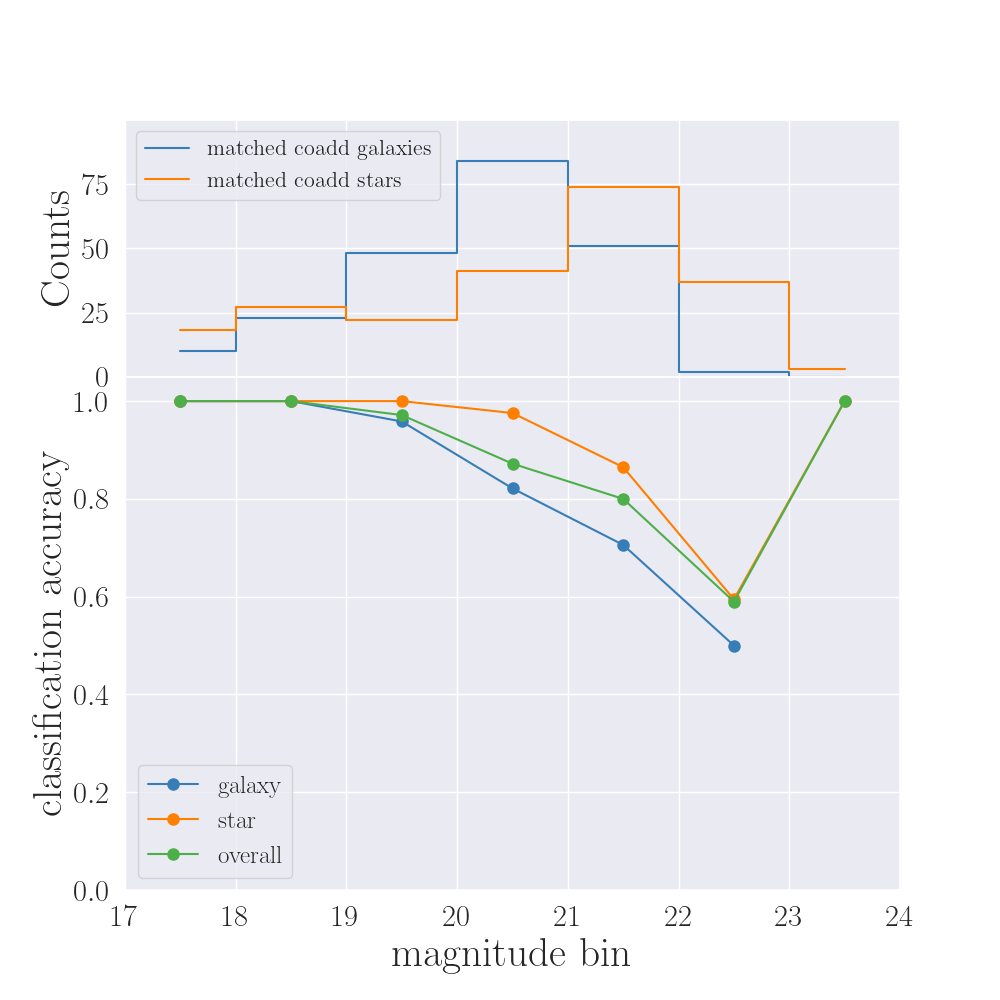 matched coadd galaxies
matched coadd stars
Counts
75
50
25
0
1.0
0.8
0.6
0.4
0.2
0.0
classification accuracy
galaxy
star
overall
17 18 19 20 21 22 23 24
magnitude bin